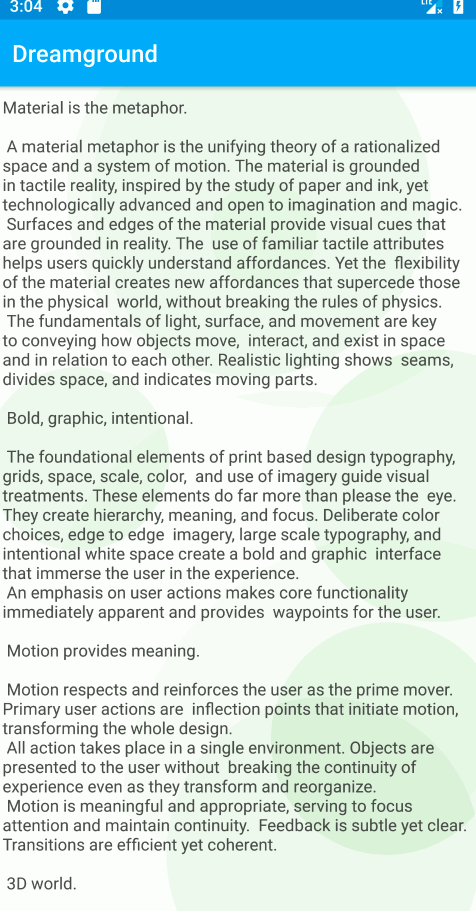 3:04
LTE
Dreamground
Material is the metaphor.
A material metaphor is the unifying theory of a rationalized
space and a system of motion. The material is grounded
in tactile reality, inspired by the study of paper and ink, yet
technologically advanced and open to imagination and magic.
Surfaces and edges of the material provide visual cues that
are grounded in reality. The  use of familiar tactile attributes
helps users quickly understand affordances. Yet the  flexibility
of the material creates new affordances that supercede those
in the physical  world, without breaking the rules of physics.
The fundamentals of light, surface, and movement are key
to conveying how objects move,  interact, and exist in space
and in relation to each other. Realistic lighting shows  seams,
divides space, and indicates moving parts.
Bold, graphic, intentional.
The foundational elements of print based design typography,
grids, space, scale, color,  and use of imagery guide visual
treatments. These elements do far more than please the  eye.
They create hierarchy, meaning, and focus. Deliberate color
choices, edge to edge  imagery, large scale typography, and
intentional white space create a bold and graphic  interface
that immerse the user in the experience.
An emphasis on user actions makes core functionality
immediately apparent and provides  waypoints for the user.
Motion provides meaning.
Motion respects and reinforces the user as the prime mover.
Primary user actions are  inflection points that initiate motion,
transforming the whole design.
All action takes place in a single environment. Objects are
presented to the user without  breaking the continuity of
experience even as they transform and reorganize.
Motion is meaningful and appropriate, serving to focus
attention and maintain continuity.  Feedback is subtle yet clear.
Transitions are efficient yet coherent.
3D world.